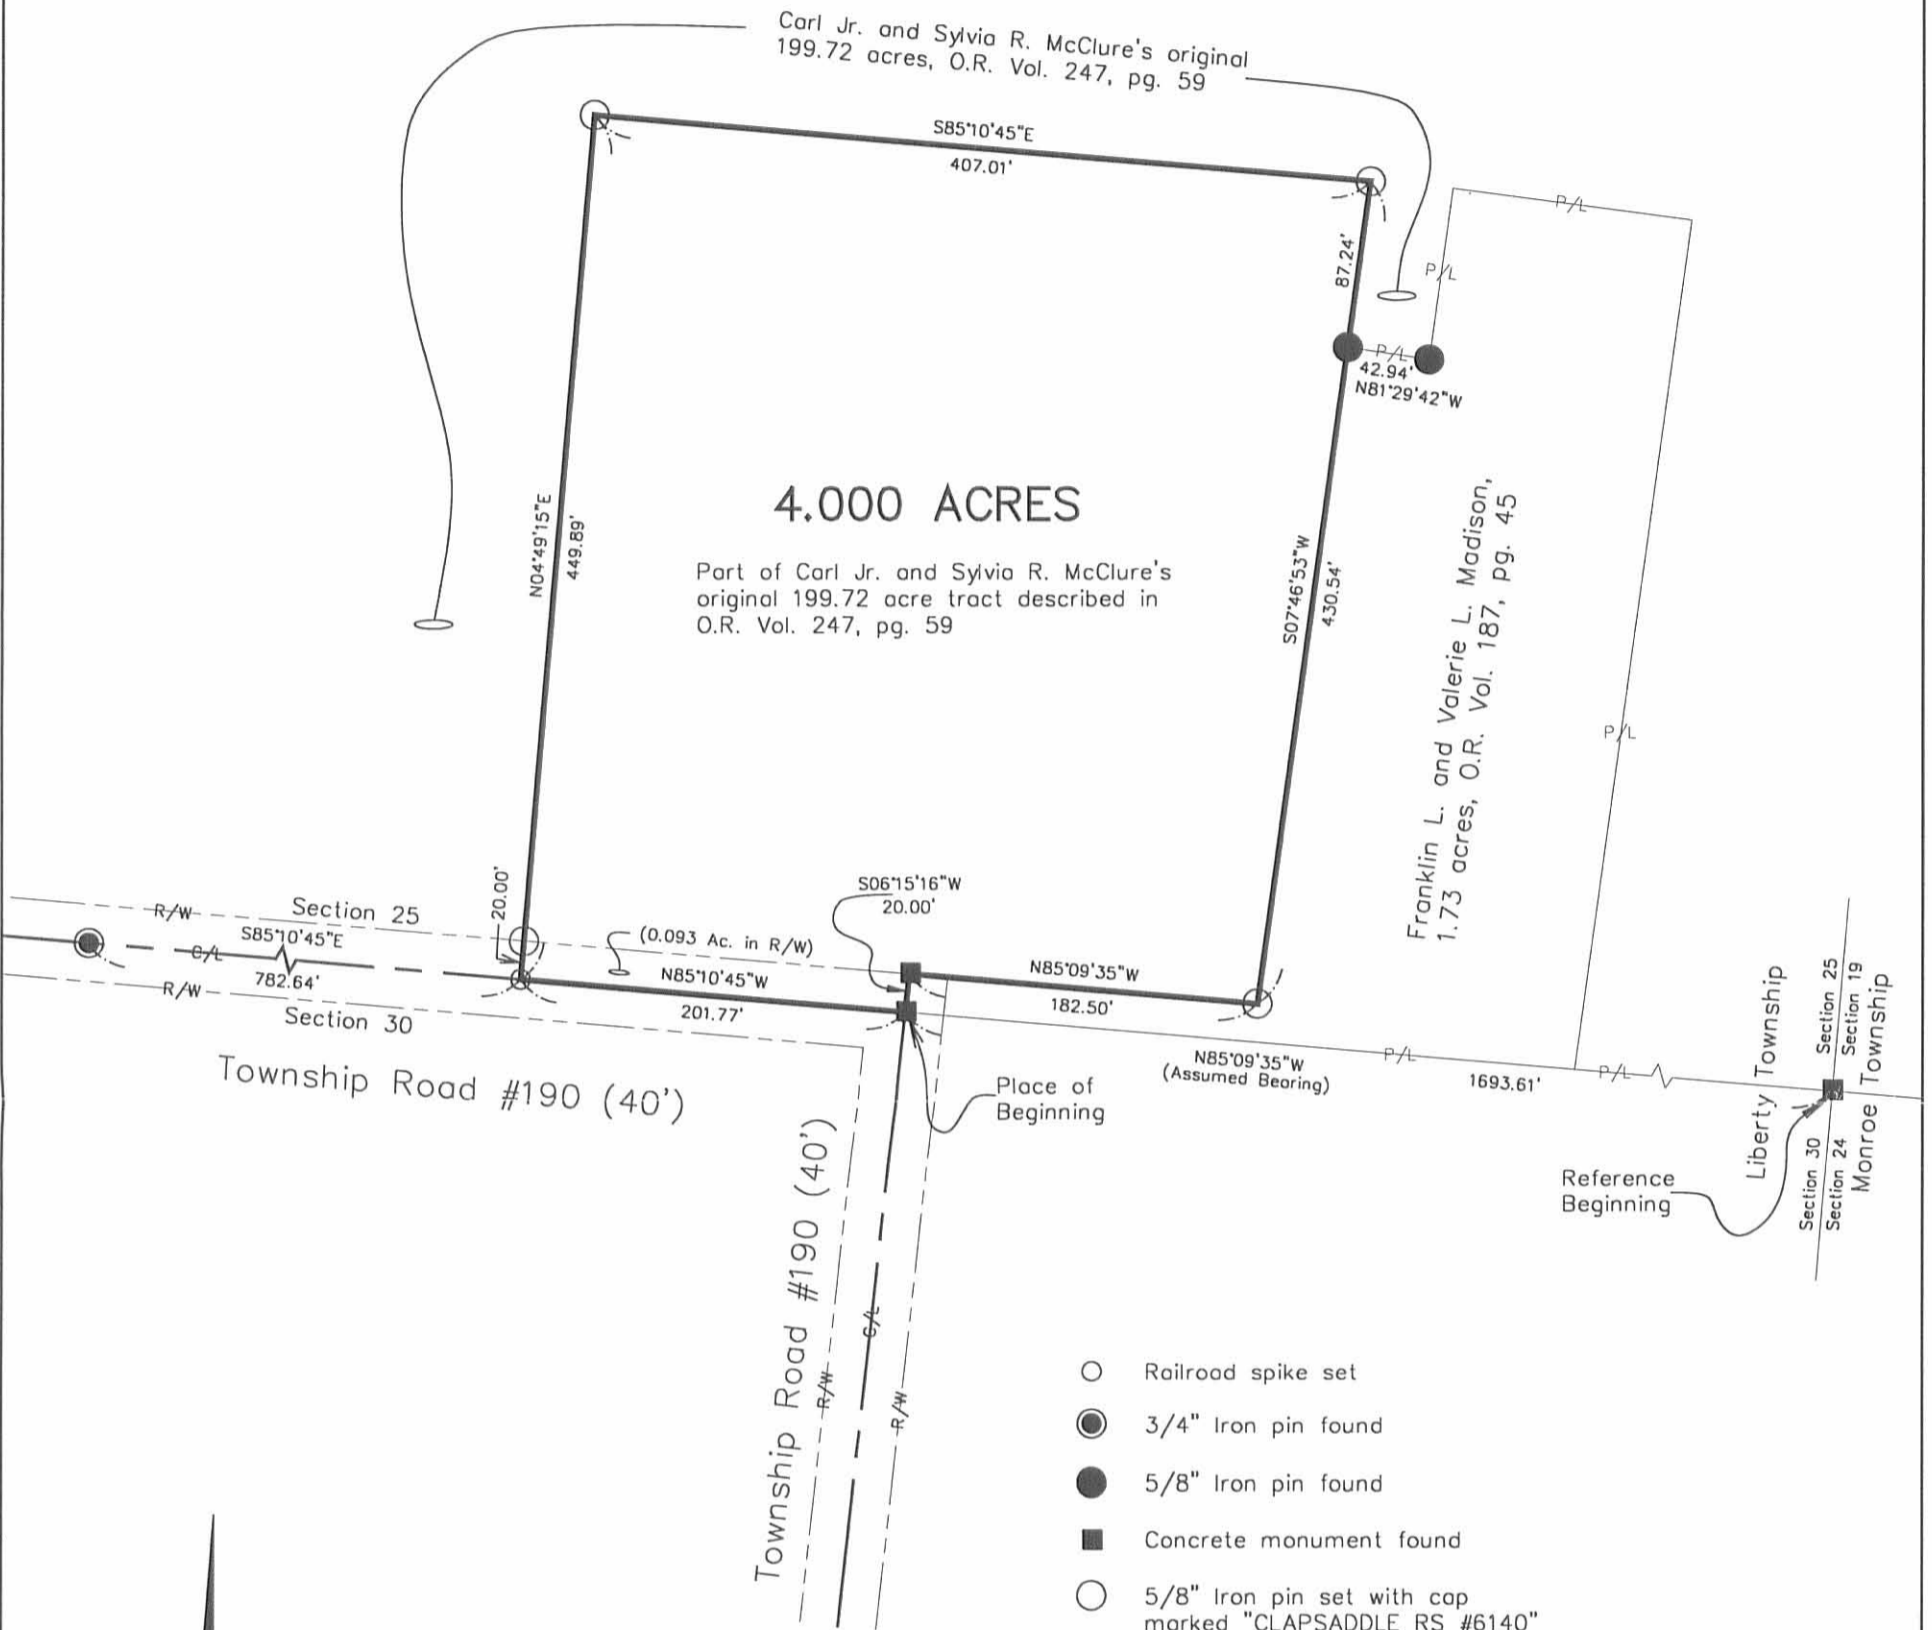 Carl Jr. and Sylvia R. McClure's original
199.72 acres, O.R. Vol. 247, pg. 59
S85°10'45"E
407.01'
87.24'
P/L
P/L
P/L
42.94'
N81°29'42"W
N04°49'15"E
449.89'
4.000 ACRES
Part of Carl Jr. and Sylvia R. McClure's
original 199.72 acre tract described in
O.R. Vol. 247, pg. 59
S07°46'53"W
430.54'
Franklin L. and Valerie L. Madison,
1.73 acres, O.R. Vol. 187, pg. 45
P/L
20.00'
S06°15'16"W
20.00'
R/W
Section 25
S85°10'45"E
C/L
782.64'
R/W
Section 30
(0.093 Ac. in R/W)
N85°10'45"W
201.77'
N85°09'35"W
182.50'
N85°09'35"W
(Assumed Bearing)
P/L
1693.61'
P/L
Liberty Township
Monroe Township
Section 25
Section 19
Section 30
Section 24
Township Road #190 (40')
Place of
Beginning
Reference
Beginning
Township Road #190 (40')
R/W
C/L
R/W
Railroad spike set
3/4" Iron pin found
5/8" Iron pin found
Concrete monument found
5/8" Iron pin set with cap
marked "CLAPSADDLE RS #6140"